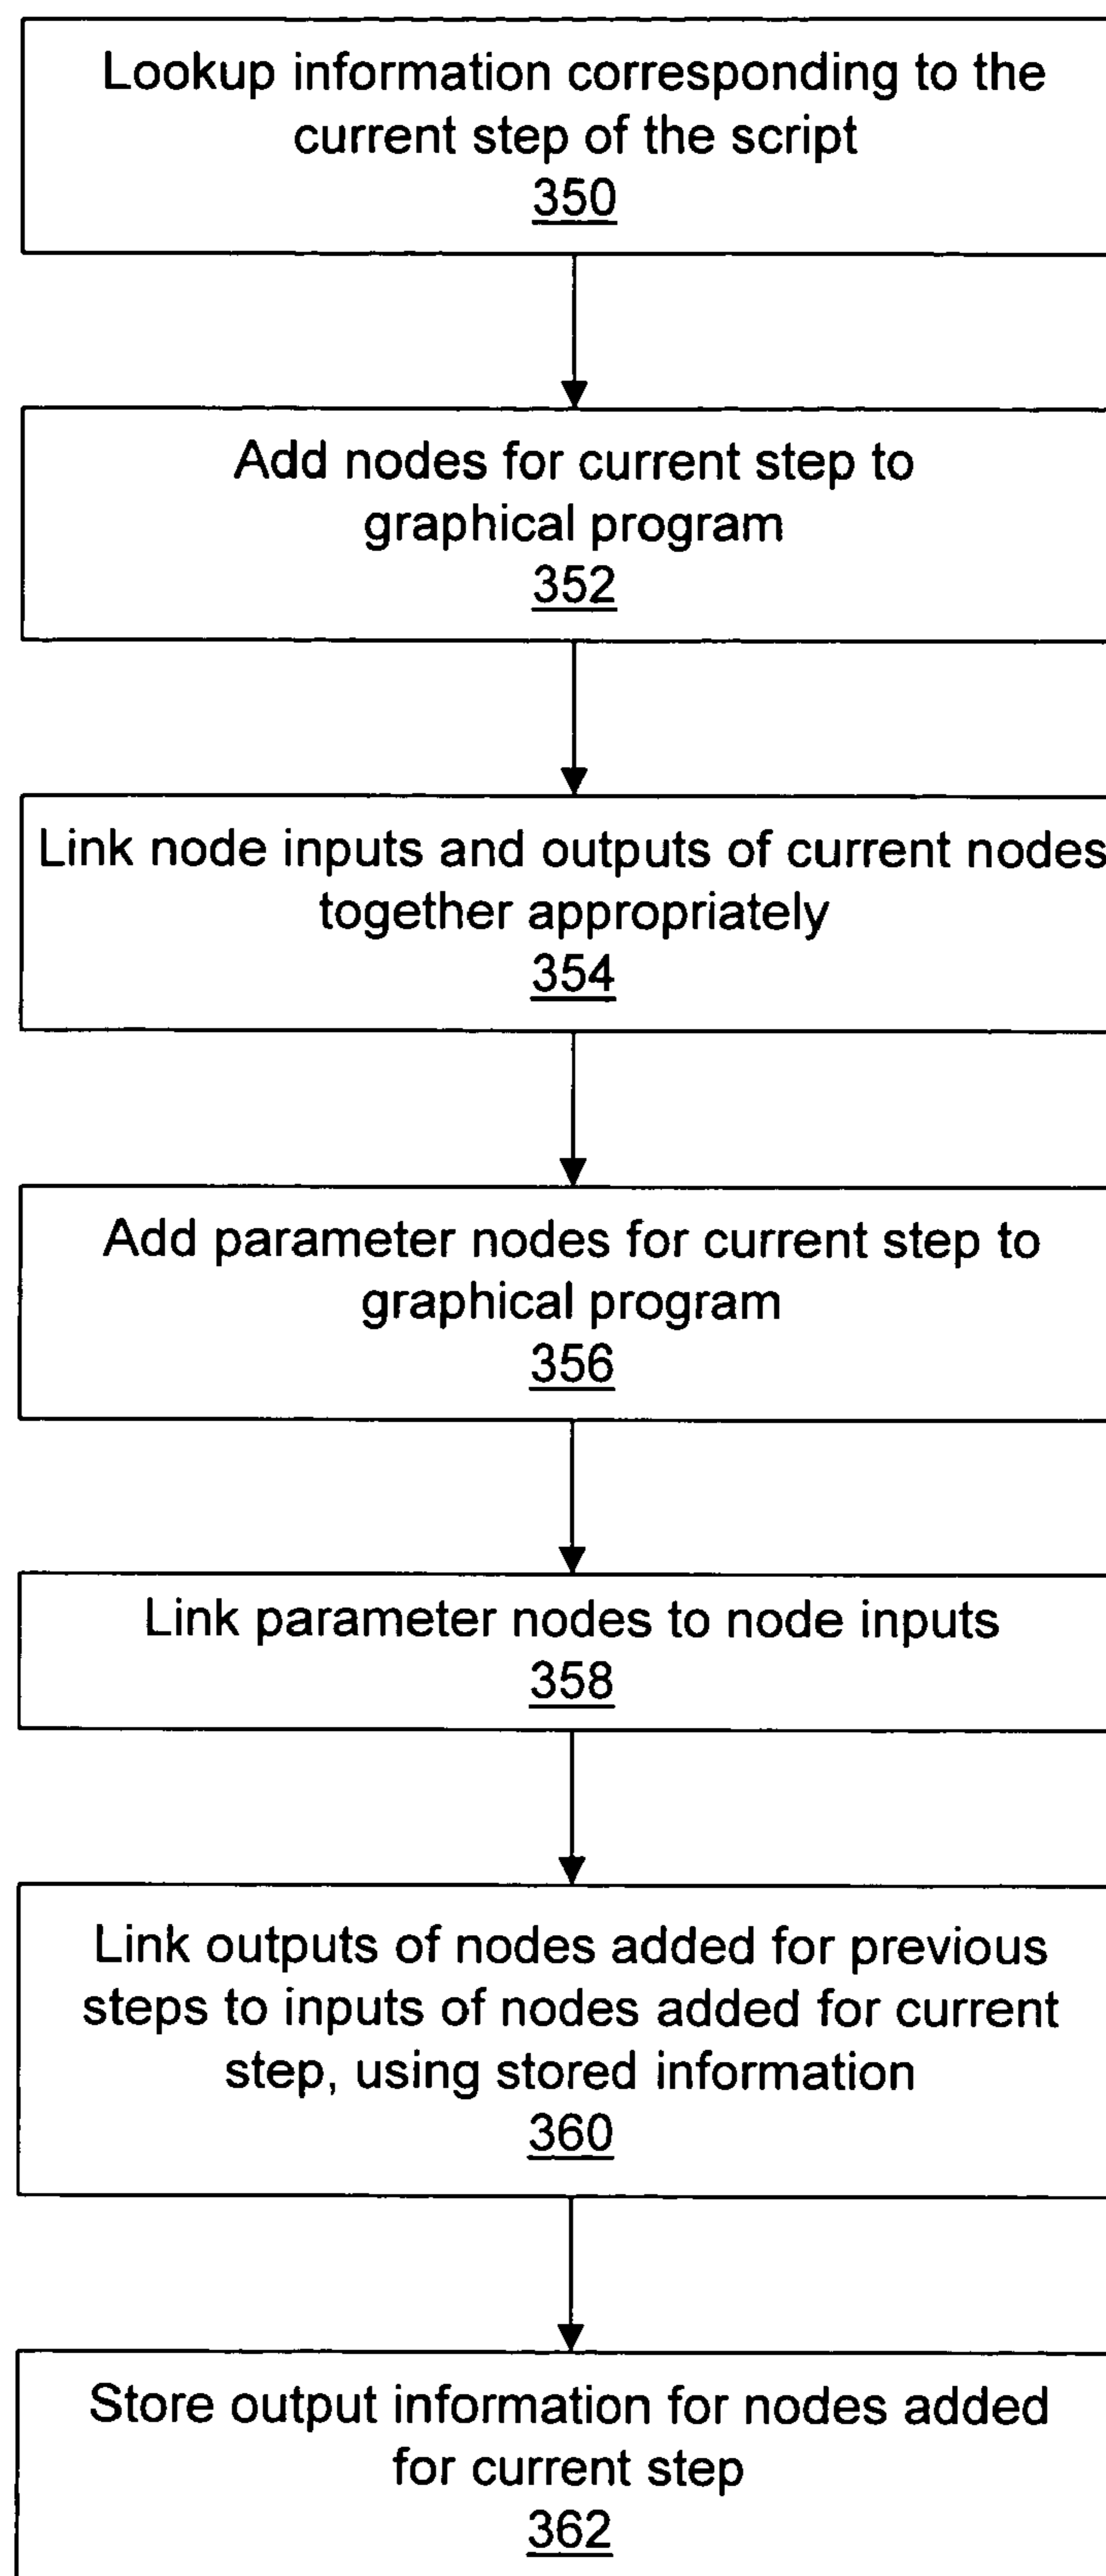 Lookup information corresponding to the
current step of the script
350
Add nodes for current step to
graphical program
352
Link node inputs and outputs of current nodes
together appropriately
354
Add parameter nodes for current step to
graphical program
356
Link parameter nodes to node inputs
358
Link outputs of nodes added for previous
steps to inputs of nodes added for current
step, using stored information
360
Store output information for nodes added
for current step
362